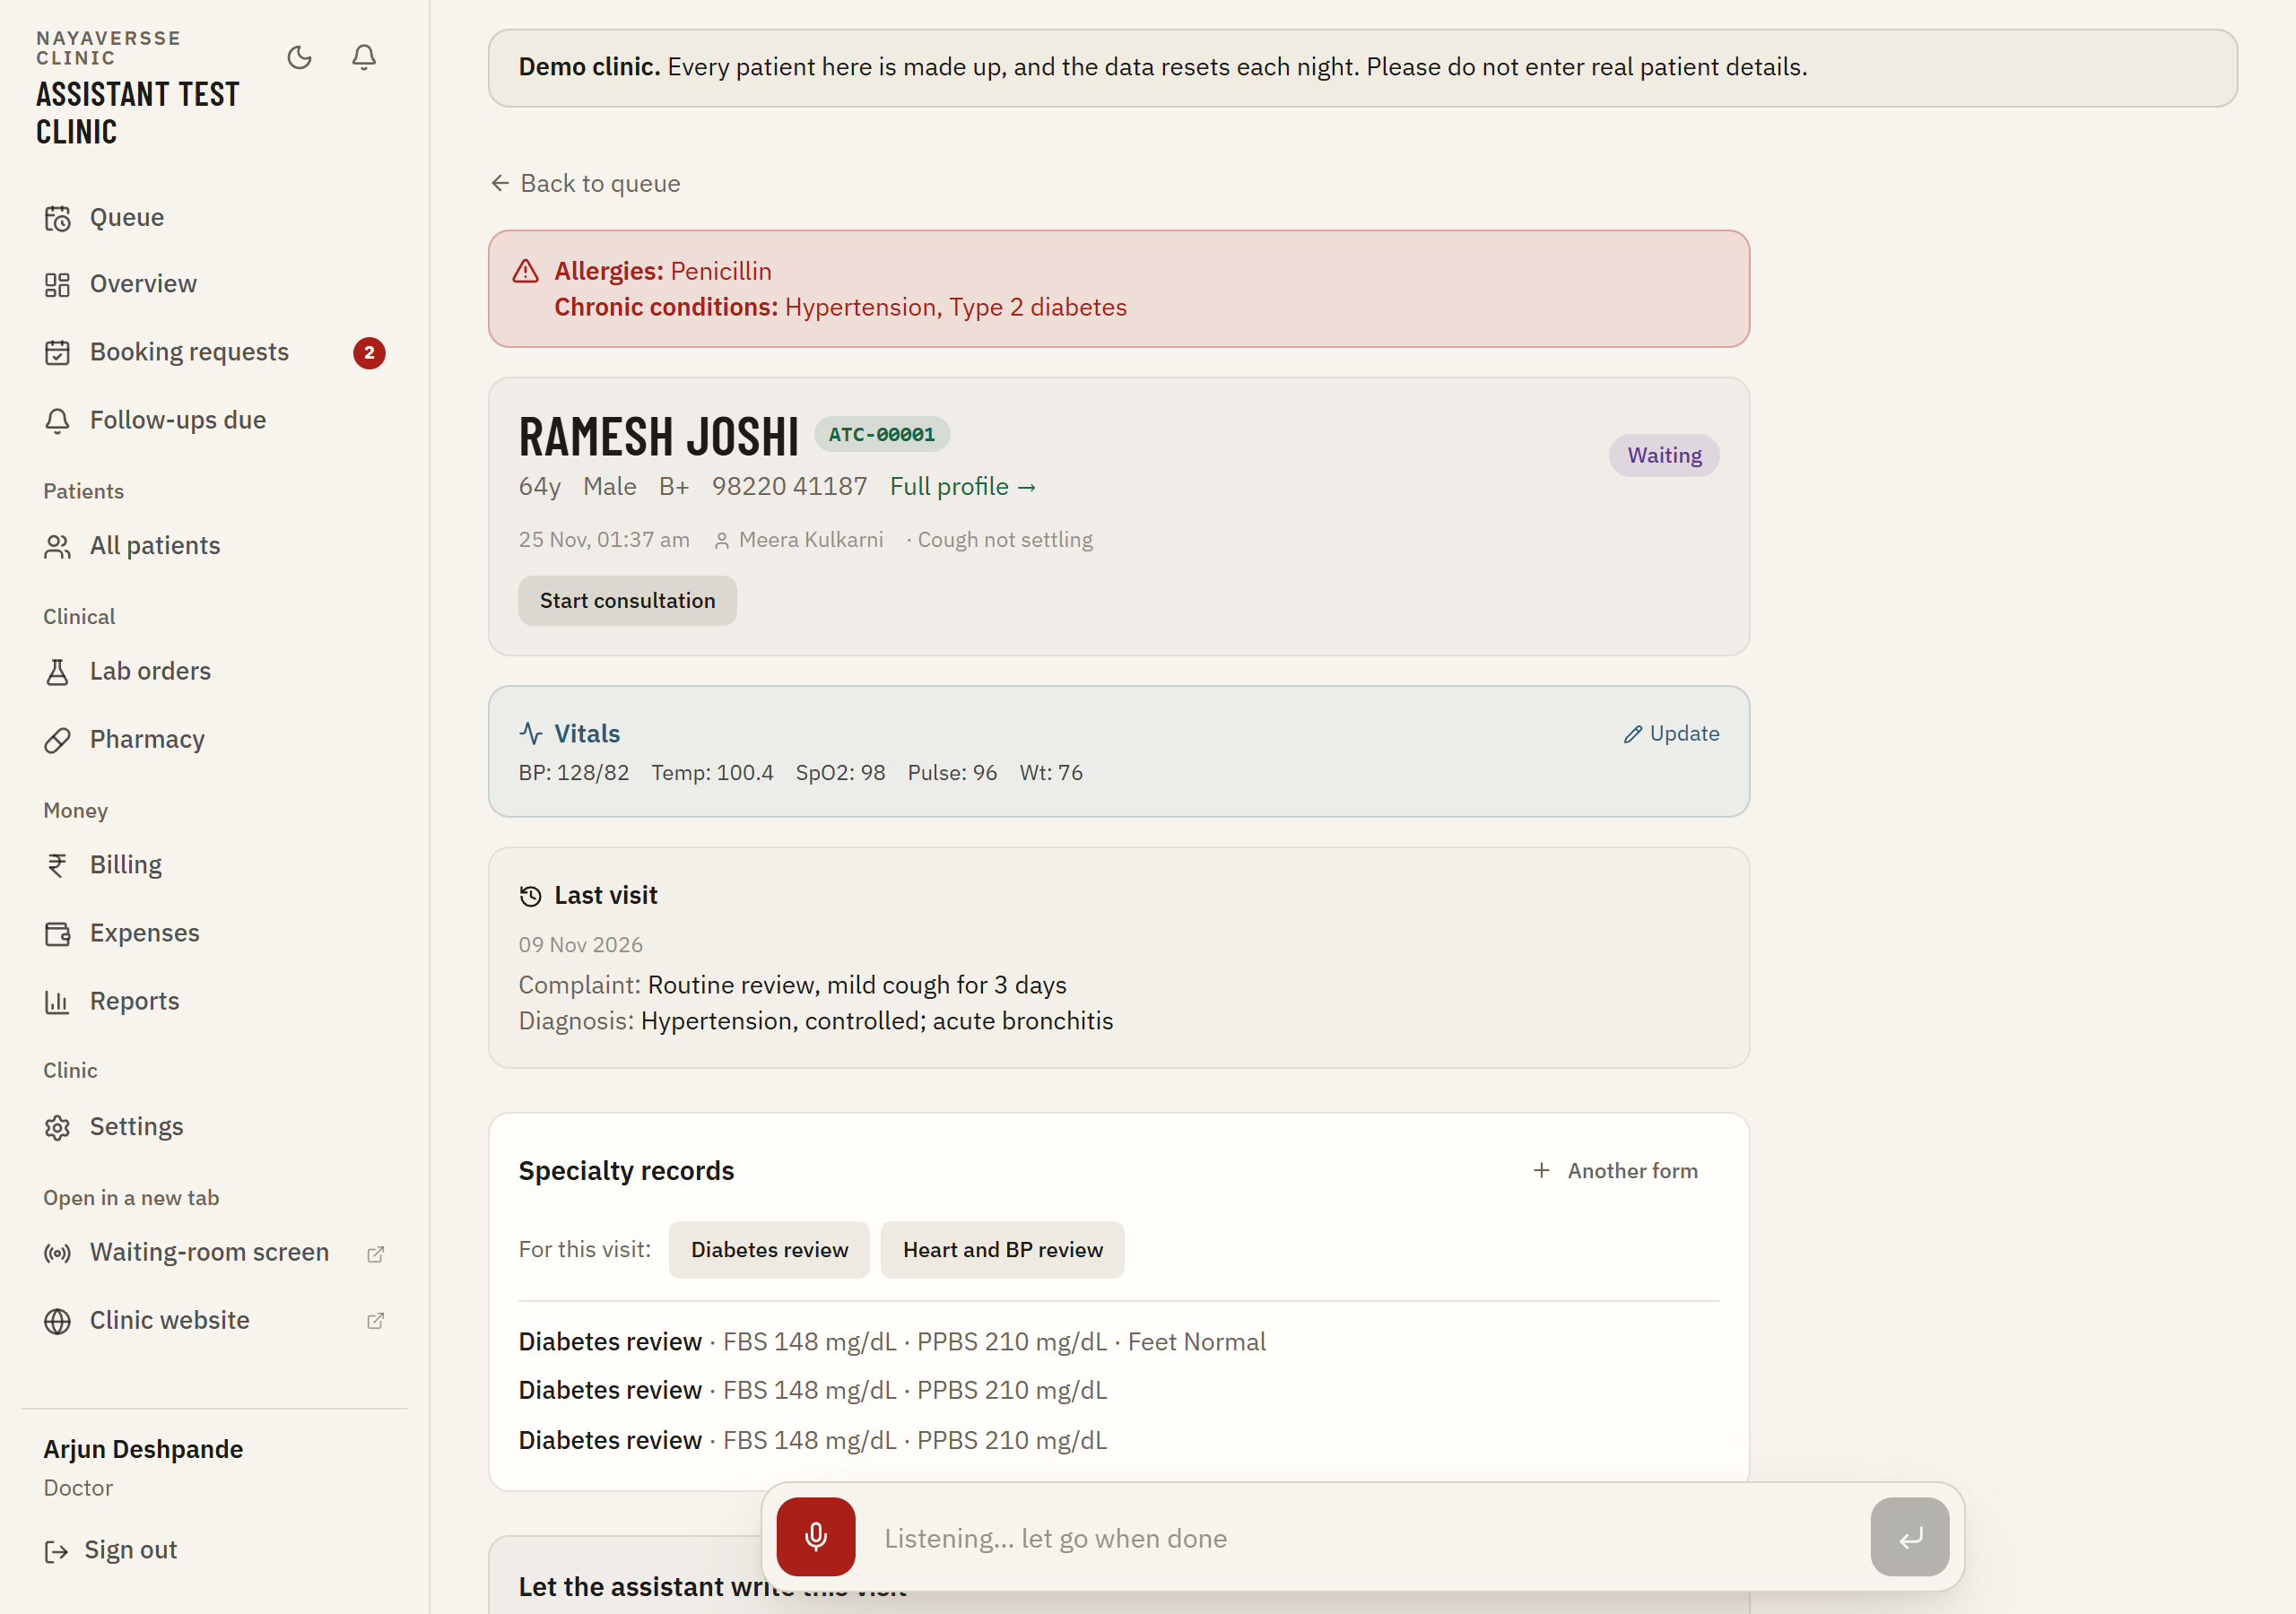 NAYAVERSSE
CLINIC
ASSISTANT TEST
CLINIC
Queue
Overview
Booking requests 2
Follow-ups due
Patients
All patients
Clinical
Lab orders
Pharmacy
Money
Billing
Expenses
Reports
Clinic
Settings
Open in a new tab
Waiting-room screen
Clinic website
Arjun Deshpande
Doctor
Sign out
Demo clinic. Every patient here is made up, and the data resets each night. Please do not enter real patient details.
← Back to queue
Allergies: Penicillin
Chronic conditions: Hypertension, Type 2 diabetes
RAMESH JOSHI ATC-00001
Waiting
64y Male B+ 98220 41187 Full profile →
25 Nov, 01:37 am Meera Kulkarni · Cough not settling
Start consultation
Vitals Update
BP: 128/82 Temp: 100.4 SpO2: 98 Pulse: 96 Wt: 76
Last visit
09 Nov 2026
Complaint: Routine review, mild cough for 3 days
Diagnosis: Hypertension, controlled; acute bronchitis
Specialty records + Another form
For this visit: Diabetes review Heart and BP review
Diabetes review · FBS 148 mg/dL · PPBS 210 mg/dL · Feet Normal
Diabetes review · FBS 148 mg/dL · PPBS 210 mg/dL
Diabetes review · FBS 148 mg/dL · PPBS 210 mg/dL
Listening... let go when done
Let the assistant write this visit